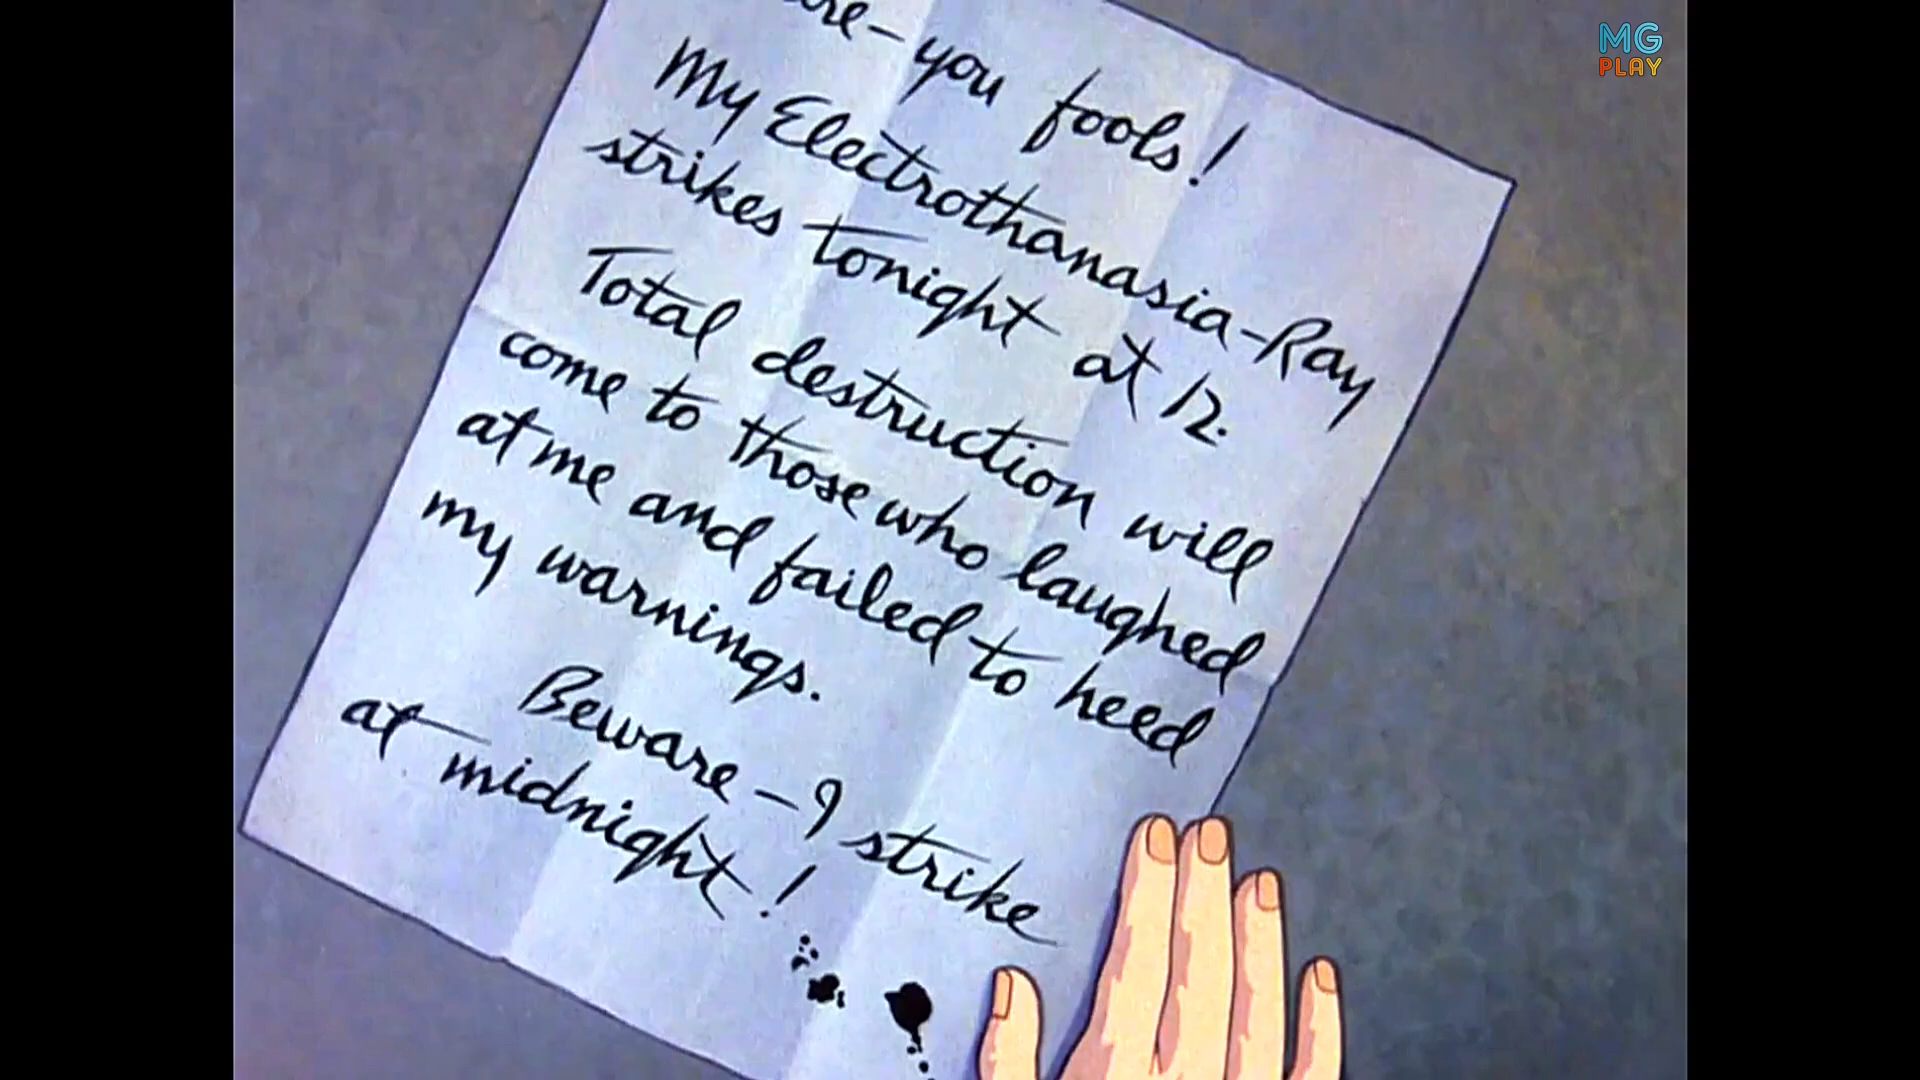 you fools!
My Electrothanasia-Ray
strikes tonight at 12.
Total destruction will
come to those who laughed
at me and failed to heed
my warnings.
Beware - I strike
at midnight!
MG
PLAY